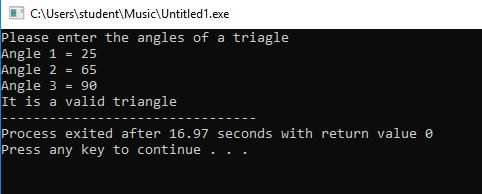 C:\Users\student\Music\Untitled1.exe
Please enter the angles of a triagle
Angle 1 = 25
Angle 2 = 65
Angle 3 = 90
It is a valid triangle
--------------------------------
Process exited after 16.97 seconds with return value 0
Press any key to continue . . .